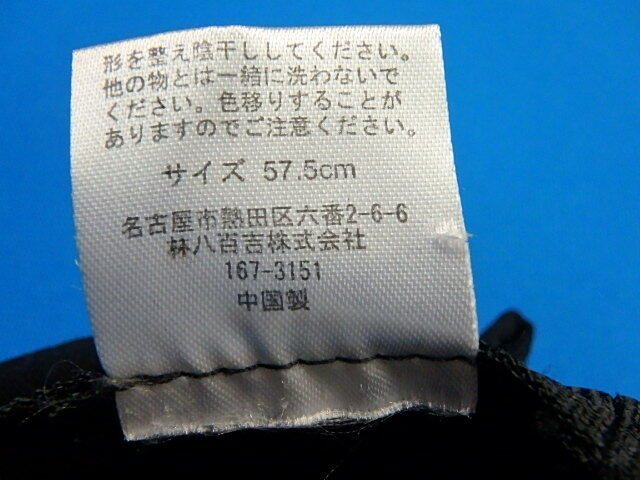 形を整え陰干ししてください。
他の物とは一緒に洗わないで
ください。色移りすることが
ありますのでご注意ください。
サイズ 57.5cm
名古屋市熱田区六番2-6-6
林八百吉株式会社
167-3151
中国製